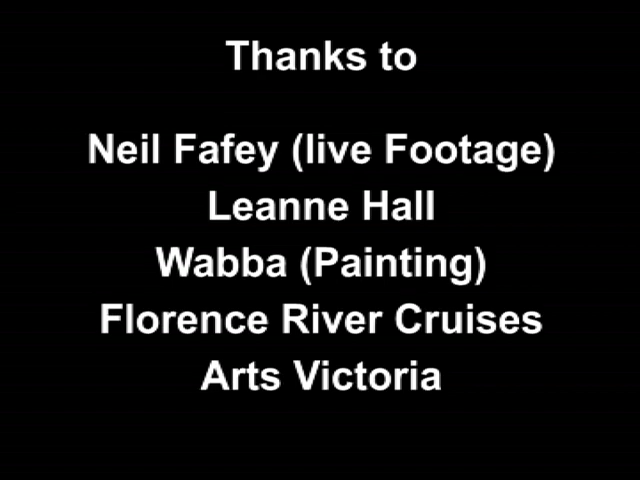 Thanks to
Neil Fafey (live Footage)
Leanne Hall
Wabba (Painting)
Florence River Cruises
Arts Victoria